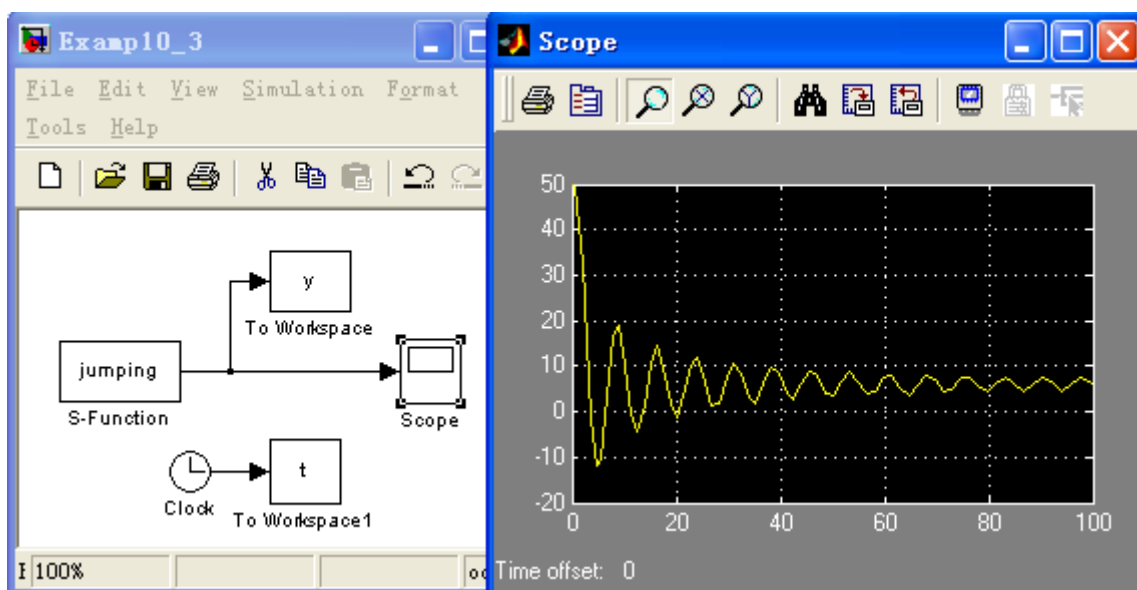 Examp10_3
File Edit View Simulation Format
Tools Help
y
To Workspace
jumping
S-Function
Scope
t
Clock
To Workspace1
100%
Scope
50
40
30
20
10
0
-10
-20
0 20 40 60 80 100
Time offset: 0